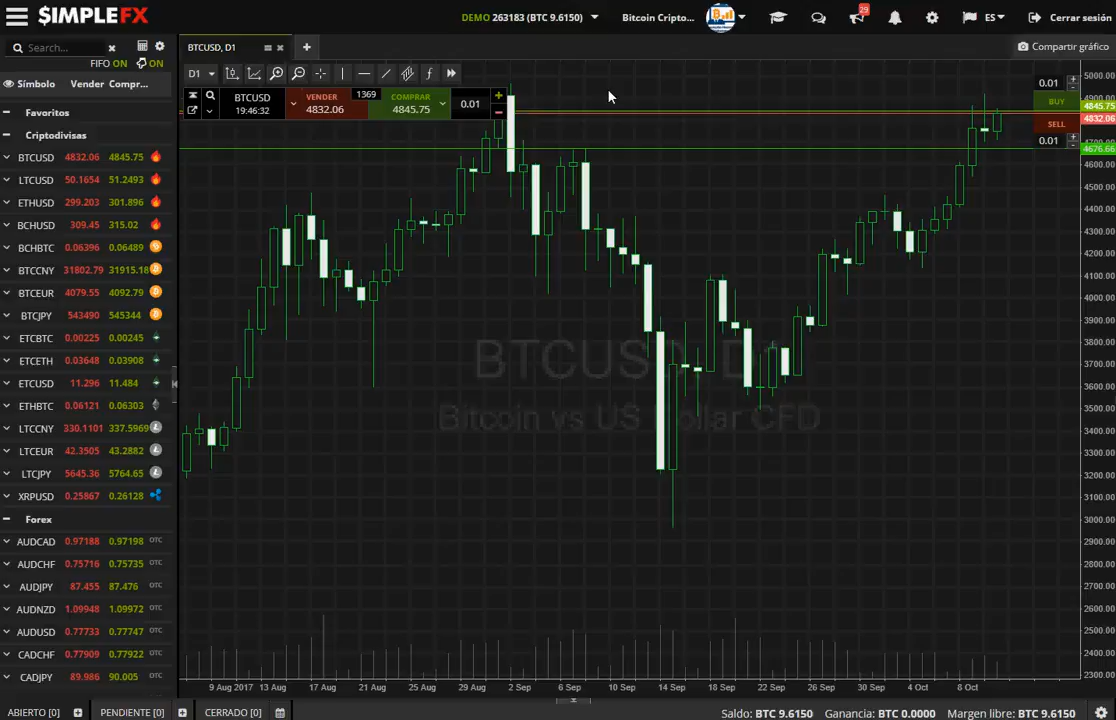 $IMPLEFX
DEMO 263183 (BTC 9.6150)
Bitcoin Cripto...
29
ES
Cerrar sesión
Search...
FIFO ON
ON
BTCUSD, D1
Compartir gráfico
Símbolo Vender Compr...
D1
Favoritos
Criptodivisas
BTCUSD 4832.06 4845.75
LTCUSD 50.1654 51.2493
ETHUSD 299.203 301.896
BCHUSD 309.45 315.02
BCHBTC 0.06396 0.06489
BTCCNY 31802.79 31915.18
BTCEUR 4079.55 4092.79
BTCJPY 543490 545344
ETCBTC 0.00225 0.00245
ETCETH 0.03648 0.03908
ETCUSD 11.296 11.484
ETHBTC 0.06121 0.06303
LTCCNY 330.1101 337.5969
LTCEUR 42.3505 43.2882
LTCJPY 5645.36 5764.65
XRPUSD 0.25867 0.26128
Forex
AUDCAD 0.97188 0.97198 OTC
AUDCHF 0.75716 0.75735 OTC
AUDJPY 87.455 87.476 OTC
AUDNZD 1.09948 1.09972 OTC
AUDUSD 0.77733 0.77747 OTC
CADCHF 0.77909 0.77922 OTC
CADJPY 89.986 90.005 OTC
BTCUSD
19:46:32
VENDER
4832.06
1369
COMPRAR
4845.75
0.01
0.01
BUY
SELL
0.01
BTCUSD, D1
Bitcoin vs US Dollar CFD
5000.00
4845.75
4832.06
4676.66
4600.00
4500.00
4400.00
4300.00
4200.00
4100.00
4000.00
3900.00
3800.00
3700.00
3600.00
3500.00
3400.00
3300.00
3200.00
3100.00
3000.00
2900.00
2800.00
2700.00
2600.00
2500.00
2400.00
2300.00
9 Aug 2017 13 Aug 17 Aug 21 Aug 25 Aug 29 Aug 2 Sep 6 Sep 10 Sep 14 Sep 18 Sep 22 Sep 26 Sep 30 Sep 4 Oct 8 Oct
ABIERTO [0] PENDIENTE [0] CERRADO [0] Saldo: BTC 9.6150 Ganancia: BTC 0.0000 Margen libre: BTC 9.6150